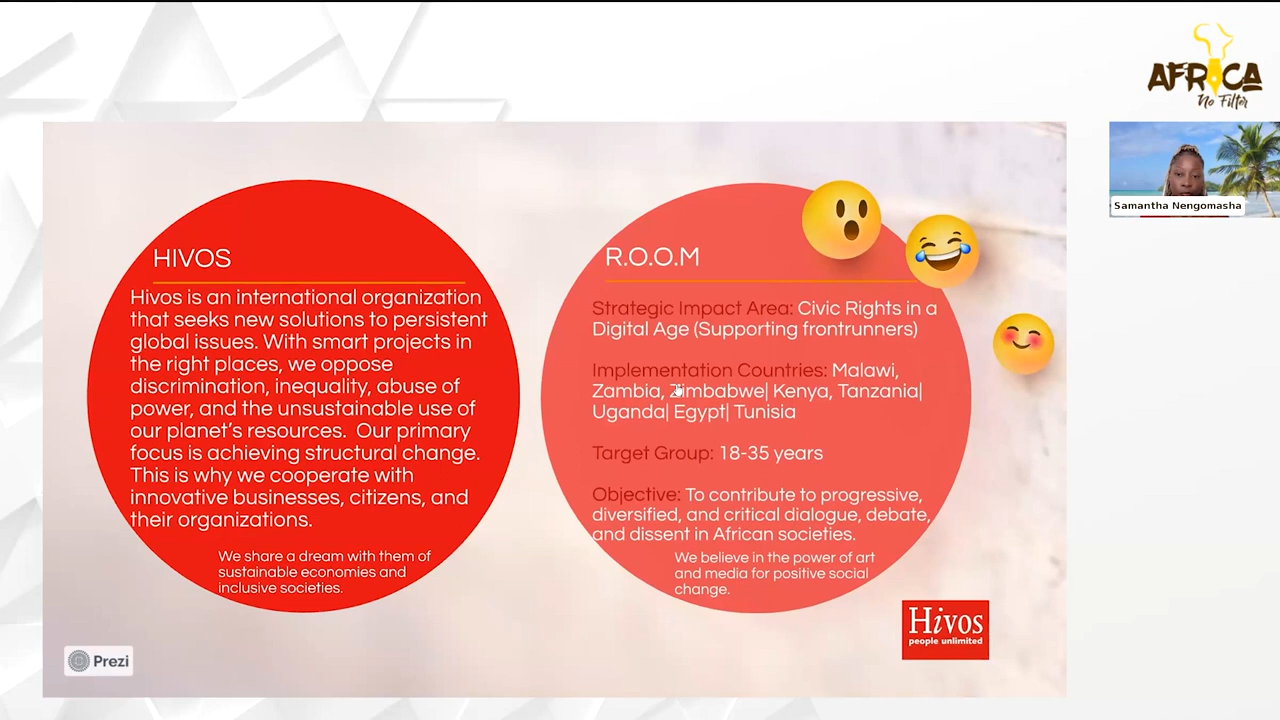 AFRICA
No Filter
Samantha Nengomasha
HIVOS
Hivos is an international organization
that seeks new solutions to persistent
global issues. With smart projects in
the right places, we oppose
discrimination, inequality, abuse of
power, and the unsustainable use of
our planet’s resources.  Our primary
focus is achieving structural change.
This is why we cooperate with
innovative businesses, citizens, and
their organizations.
We share a dream with them of
sustainable economies and
inclusive societies.
R.O.O.M
Strategic Impact Area: Civic Rights in a
Digital Age (Supporting frontrunners)
Implementation Countries: Malawi,
Zambia, Zimbabwe| Kenya, Tanzania|
Uganda| Egypt| Tunisia
Target Group: 18-35 years
Objective: To contribute to progressive,
diversified, and critical dialogue, debate,
and dissent in African societies.
We believe in the power of art
and media for positive social
change.
Hivos
people unlimited
Prezi